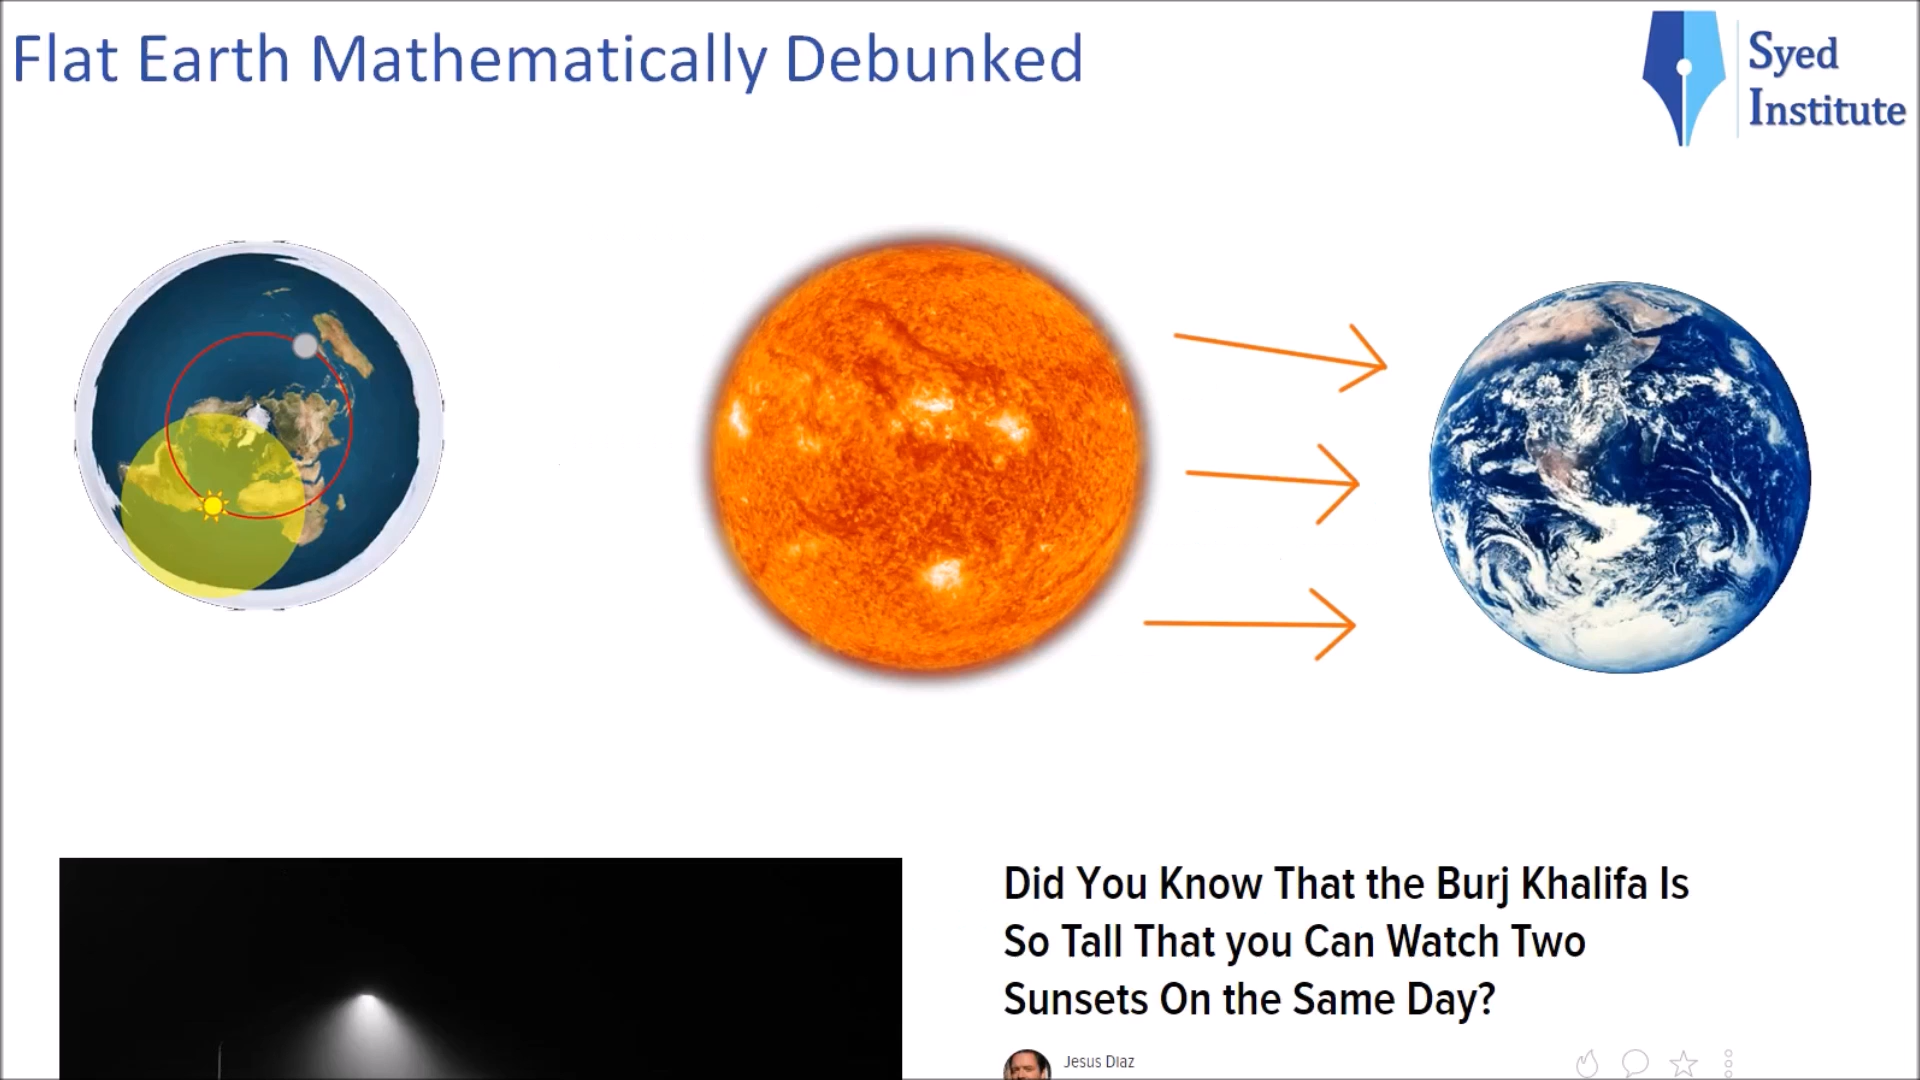 Flat Earth Mathematically Debunked
Syed
Institute
Did You Know That the Burj Khalifa Is
So Tall That you Can Watch Two
Sunsets On the Same Day?
Jesus Diaz